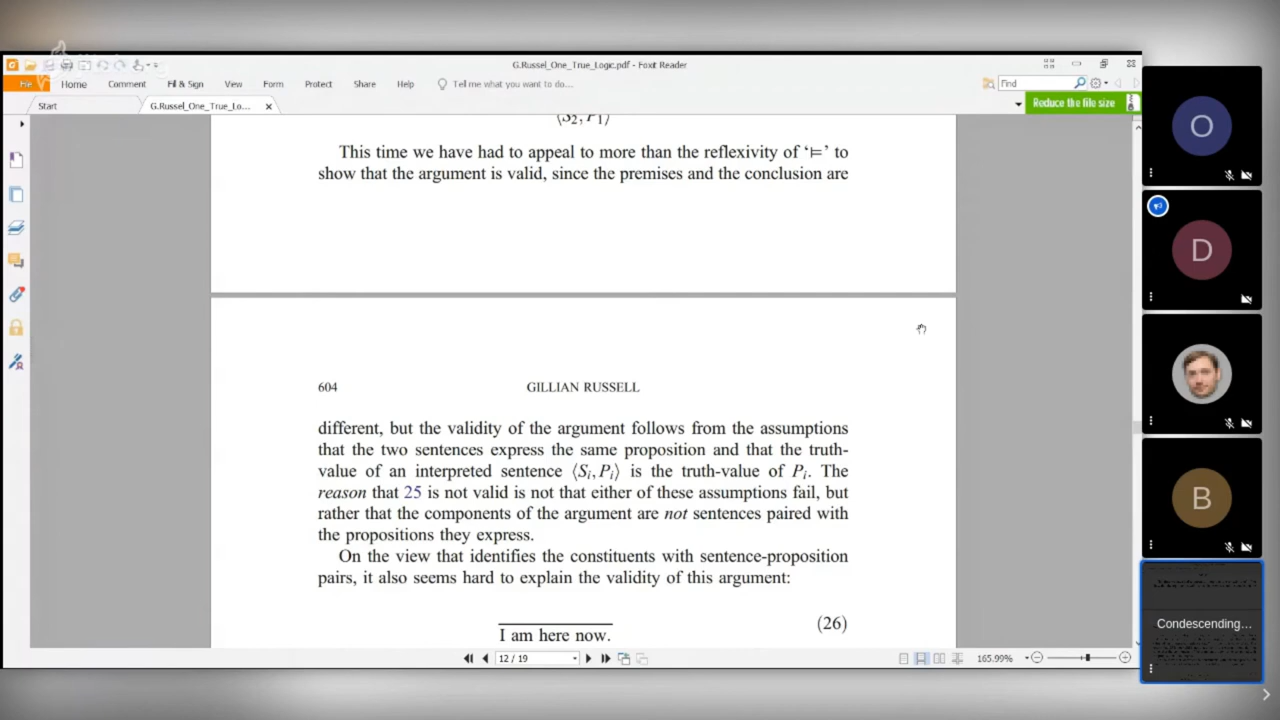 G.Russel_One_True_Logic.pdf - Foxit Reader
File Home Comment Fill & Sign View Form Protect Share Help Tell me what you want to do... Find
Start G.Russel_One_True_Lo... Reduce the file size
⟨S₂, P₁⟩
This time we have had to appeal to more than the reflexivity of ‘⊨’ to
show that the argument is valid, since the premises and the conclusion are
604 GILLIAN RUSSELL
different, but the validity of the argument follows from the assumptions
that the two sentences express the same proposition and that the truth-
value of an interpreted sentence ⟨Sᵢ, Pᵢ⟩ is the truth-value of Pᵢ. The
reason that 25 is not valid is not that either of these assumptions fail, but
rather that the components of the argument are not sentences paired with
the propositions they express.
On the view that identifies the constituents with sentence-proposition
pairs, it also seems hard to explain the validity of this argument:
(26)
I am here now.
12 / 19 165.99%
O
D
B
Condescending...